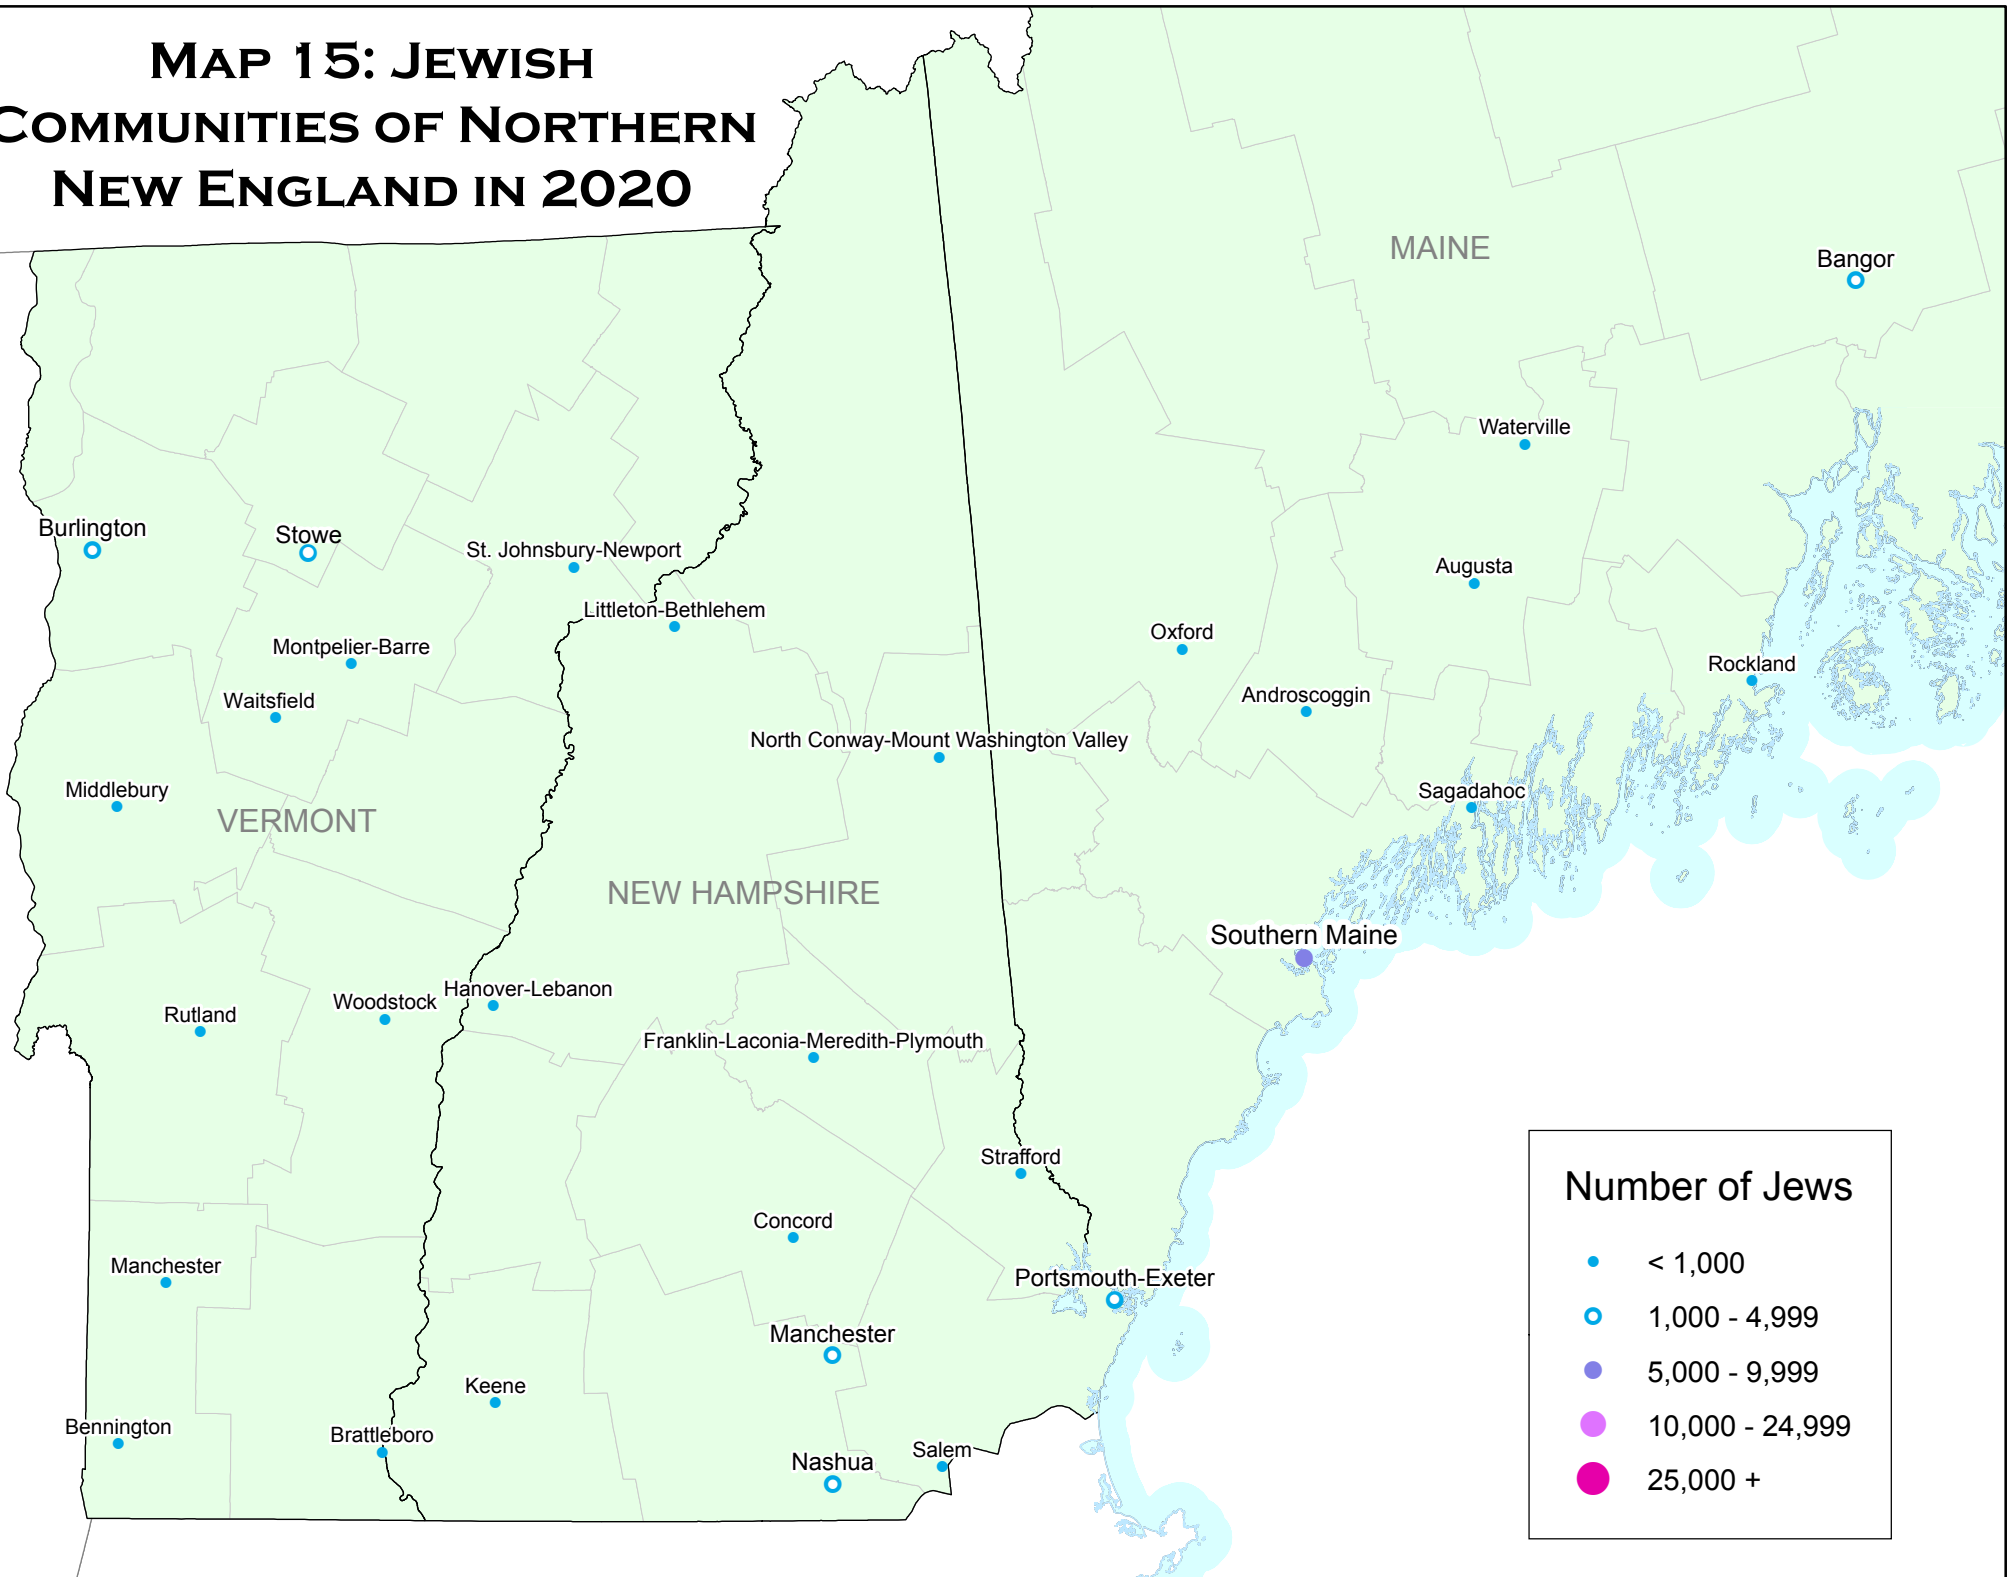 MAP 15: JEWISH
COMMUNITIES OF NORTHERN
NEW ENGLAND IN 2020
MAINE
Bangor
Waterville
Burlington
Stowe
St. Johnsbury-Newport
Augusta
Littleton-Bethlehem
Oxford
Montpelier-Barre
Rockland
Waitsfield
Androscoggin
North Conway-Mount Washington Valley
Middlebury
Sagadahoc
VERMONT
NEW HAMPSHIRE
Southern Maine
Hanover-Lebanon
Woodstock
Rutland
Franklin-Laconia-Meredith-Plymouth
Strafford
Concord
Manchester
Portsmouth-Exeter
Manchester
Keene
Bennington
Brattleboro
Salem
Nashua
Number of Jews
< 1,000
1,000 - 4,999
5,000 - 9,999
10,000 - 24,999
25,000 +